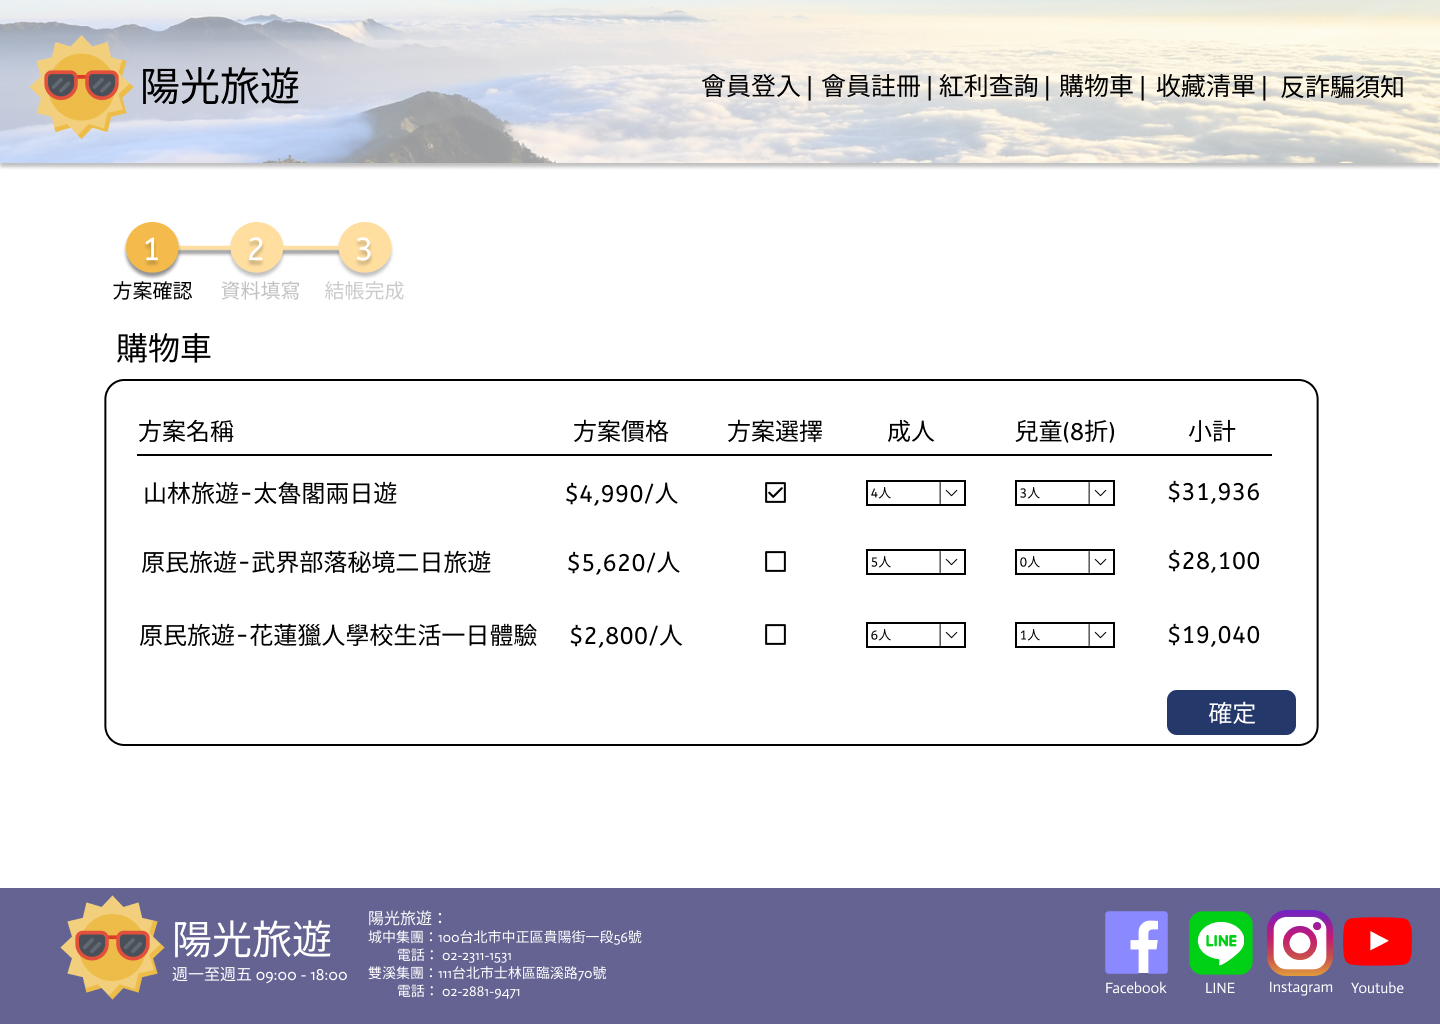 陽光旅遊
會員登入 | 會員註冊 | 紅利查詢 | 購物車 | 收藏清單 | 反詐騙須知
1 2 3
方案確認 資料填寫 結帳完成
購物車
方案名稱 方案價格 方案選擇 成人 兒童(8折) 小計
山林旅遊-太魯閣兩日遊 $4,990/人 4人 3人 $31,936
原民旅遊-武界部落秘境二日旅遊 $5,620/人 5人 0人 $28,100
原民旅遊-花蓮獵人學校生活一日體驗 $2,800/人 6人 1人 $19,040
確定
陽光旅遊
週一至週五 09:00 - 18:00
陽光旅遊：
城中集團：100台北市中正區貴陽街一段56號
電話： 02-2311-1531
雙溪集團：111台北市士林區臨溪路70號
電話： 02-2881-9471
LINE
Facebook LINE Instagram Youtube